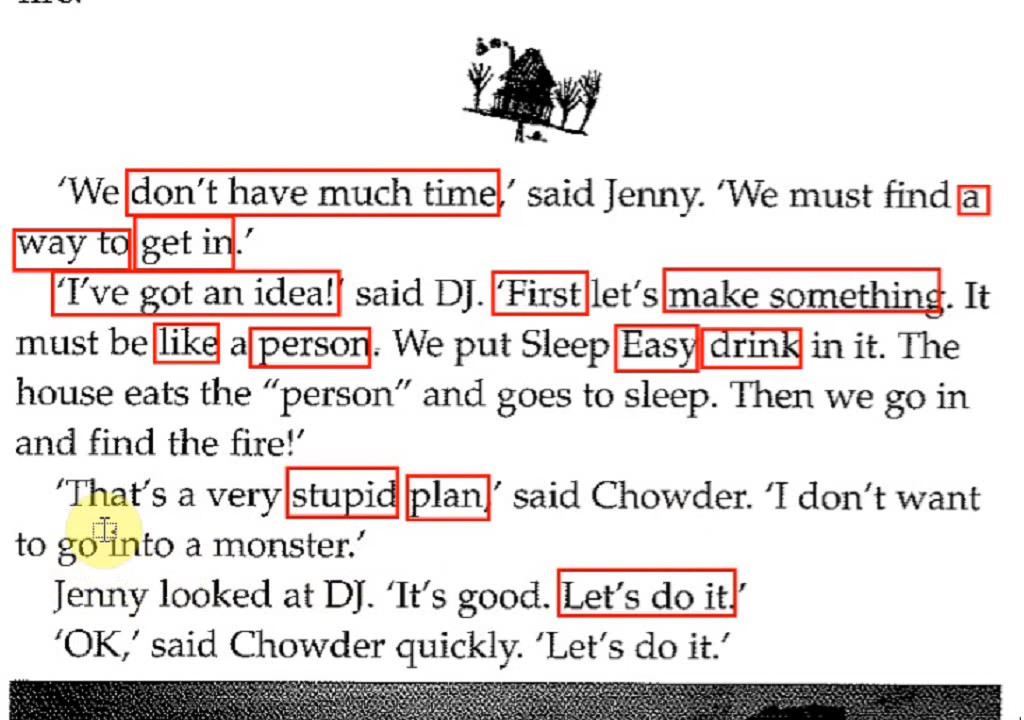 'We don't have much time,' said Jenny. 'We must find a
way to get in.'
'I've got an idea!' said DJ. 'First let's make something. It
must be like a person. We put Sleep Easy drink in it. The
house eats the "person" and goes to sleep. Then we go in
and find the fire!'
'That's a very stupid plan,' said Chowder. 'I don't want
to go into a monster.'
Jenny looked at DJ. 'It's good. Let's do it.'
'OK,' said Chowder quickly. 'Let's do it.'